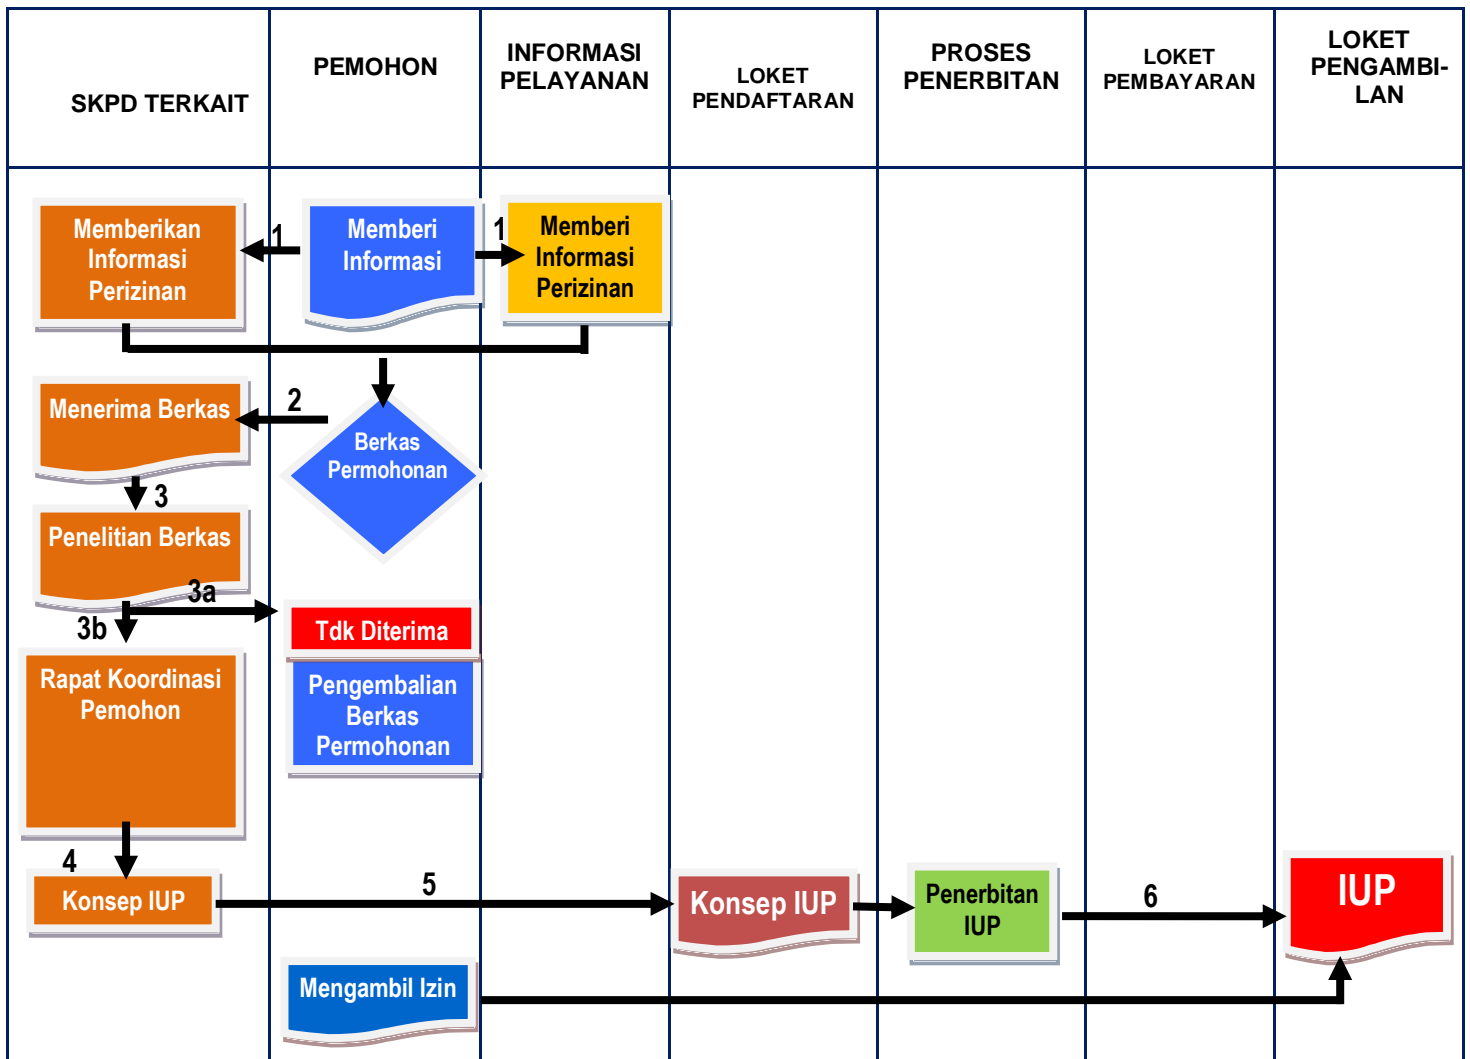 SKPD TERKAIT
PEMOHON
INFORMASI
PELAYANAN
LOKET
PENDAFTARAN
PROSES
PENERBITAN
LOKET
PEMBAYARAN
LOKET
PENGAMBI-
LAN
Memberikan
Informasi
Perizinan
1
Memberi
Informasi
1
Memberi
Informasi
Perizinan
Menerima Berkas
2
Berkas
Permohonan
3
Penelitian Berkas
3a
3b
Tdk Diterima
Rapat Koordinasi
Pemohon
Pengembalian
Berkas
Permohonan
4
Konsep IUP
5
Konsep IUP
Penerbitan
IUP
6
IUP
Mengambil Izin